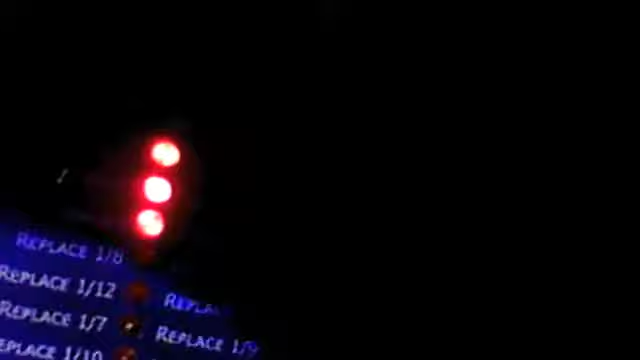 REPLACE 1/8
REPLACE 1/12
REPLACE 1/7
REPLACE 1/9
REPLACE 1/10